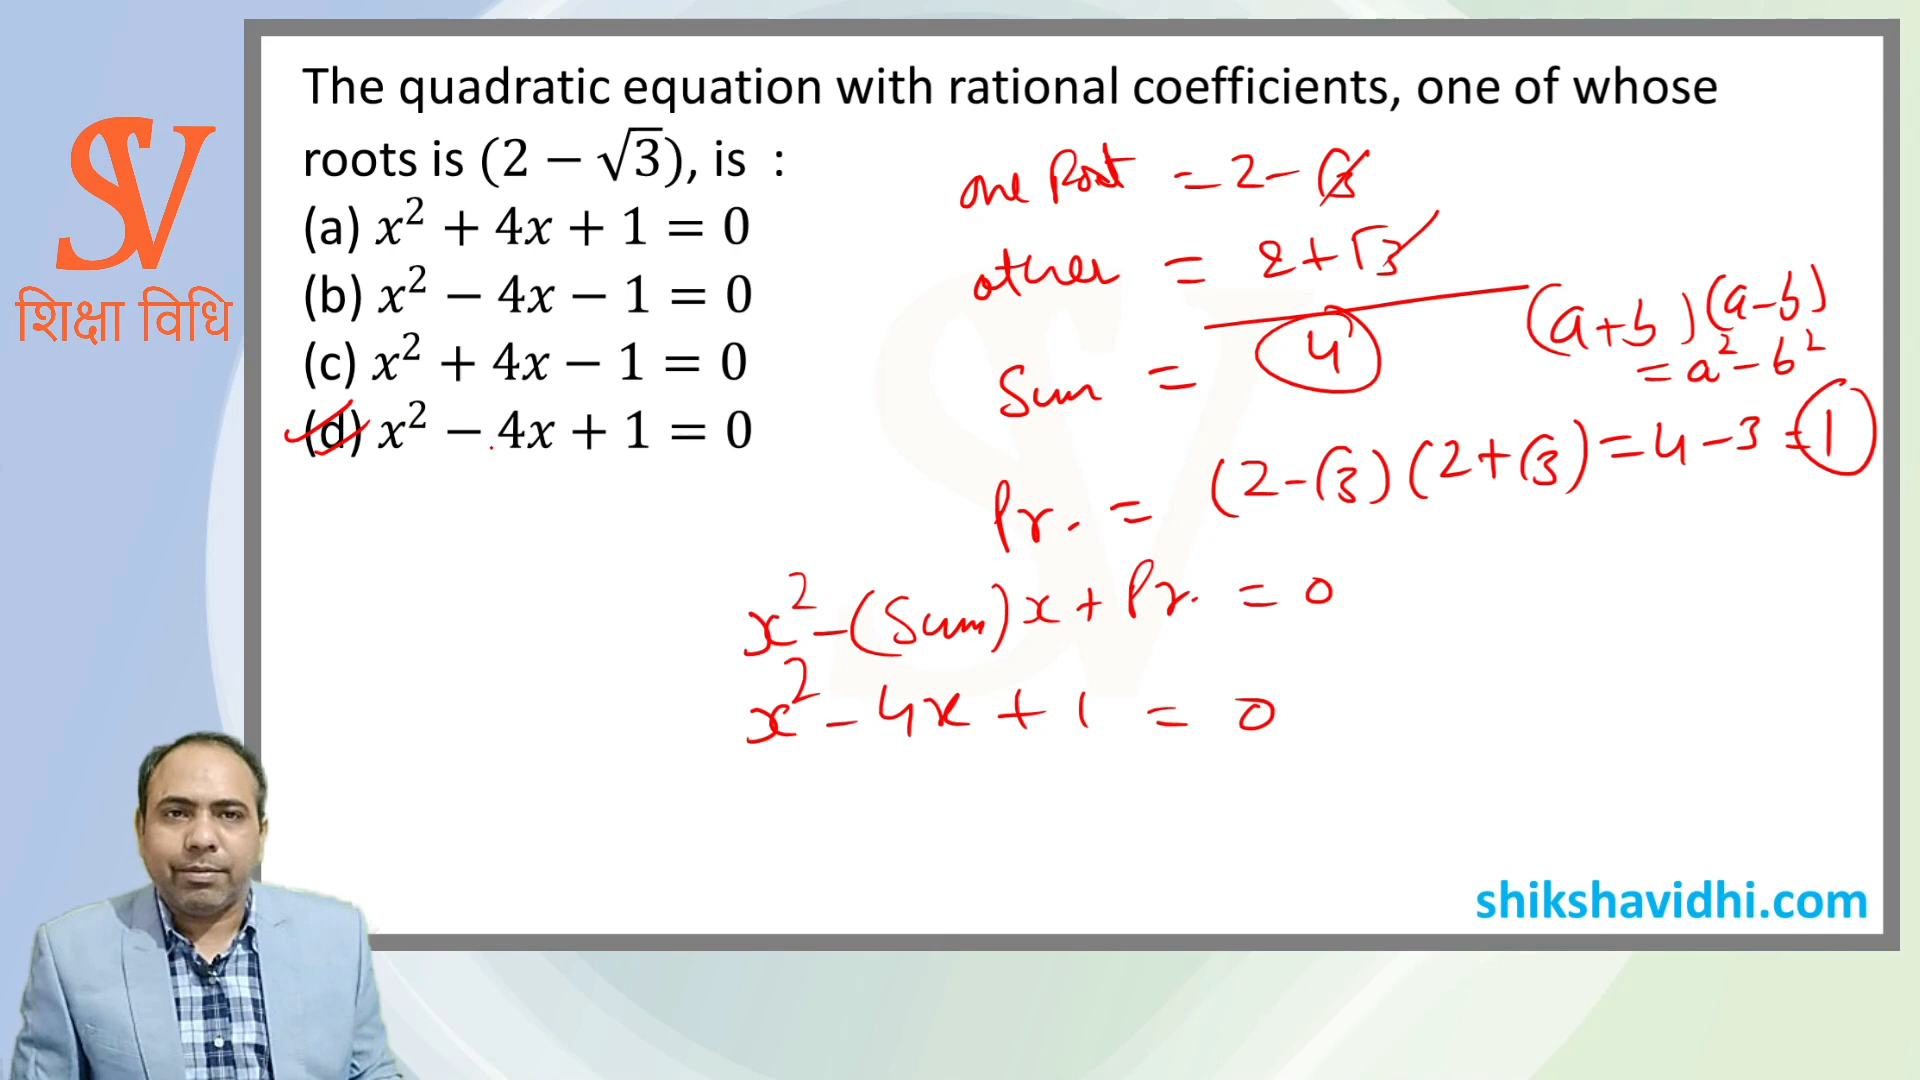 SV
शिक्षा विधि
The quadratic equation with rational coefficients, one of whose
roots is (2 − √3), is :
(a) x² + 4x + 1 = 0
(b) x² − 4x − 1 = 0
(c) x² + 4x − 1 = 0
(d) x² − 4x + 1 = 0
one Root = 2 − √3
other = 2 + √3
Sum = 4
(a+b)(a−b)
= a² − b²
Pr. = (2 − √3)(2 + √3) = 4 − 3 = 1
x² − (Sum)x + Pr. = 0
x² − 4x + 1 = 0
shikshavidhi.com